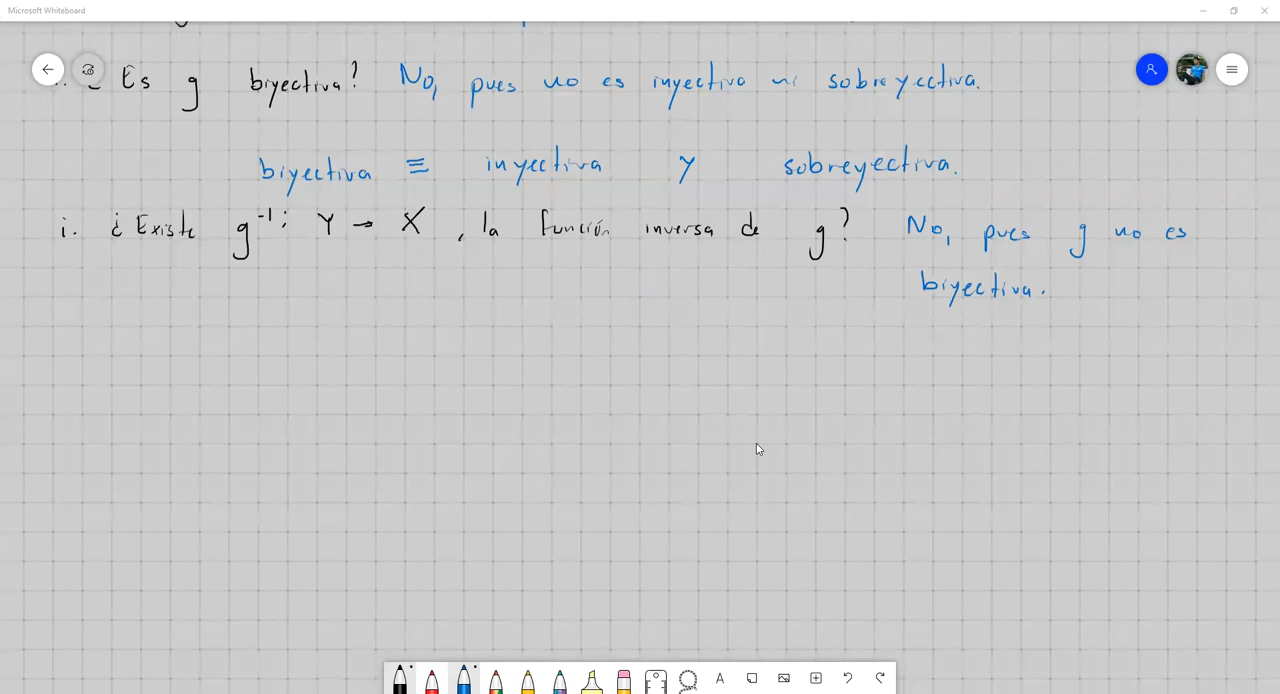 Microsoft Whiteboard
¿ Es g biyectiva? No, pues no es inyectiva ni sobreyectiva.
biyectiva ≡ inyectiva y sobreyectiva.
i. ¿ Existe g⁻¹: Y → X, la función inversa de g? No, pues g no es
biyectiva.